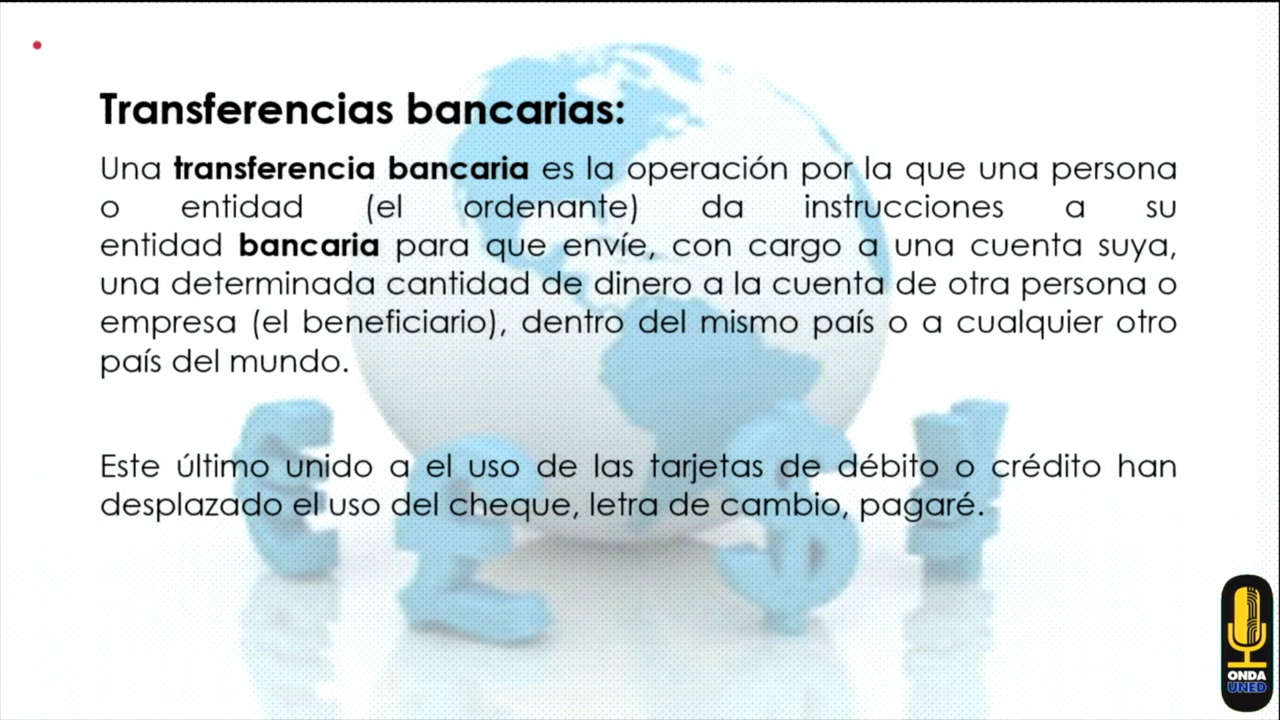 Transferencias bancarias:
Una transferencia bancaria es la operación por la que una persona
o entidad (el ordenante) da instrucciones a su
entidad bancaria para que envíe, con cargo a una cuenta suya,
una determinada cantidad de dinero a la cuenta de otra persona o
empresa (el beneficiario), dentro del mismo país o a cualquier otro
país del mundo.
Este último unido a el uso de las tarjetas de débito o crédito han
desplazado el uso del cheque, letra de cambio, pagaré.
ONDA
UNED